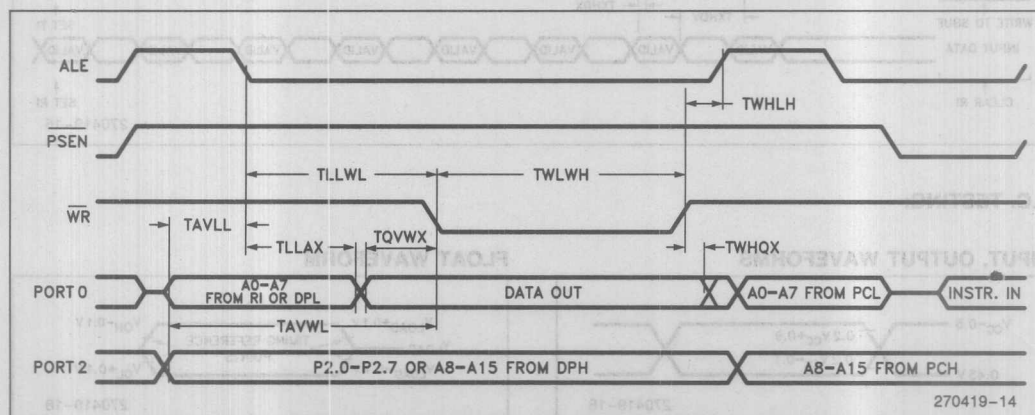 ALE
TWHLH
PSEN
TLLWL
TWLWH
WR
TAVLL
TLLAX
TQVWX
TWHQX
PORT 0
A0–A7
FROM RI OR DPL
DATA OUT
A0–A7 FROM PCL
INSTR. IN
TAVWL
PORT 2
P2.0–P2.7 OR A8–A15 FROM DPH
A8–A15 FROM PCH
270419–14